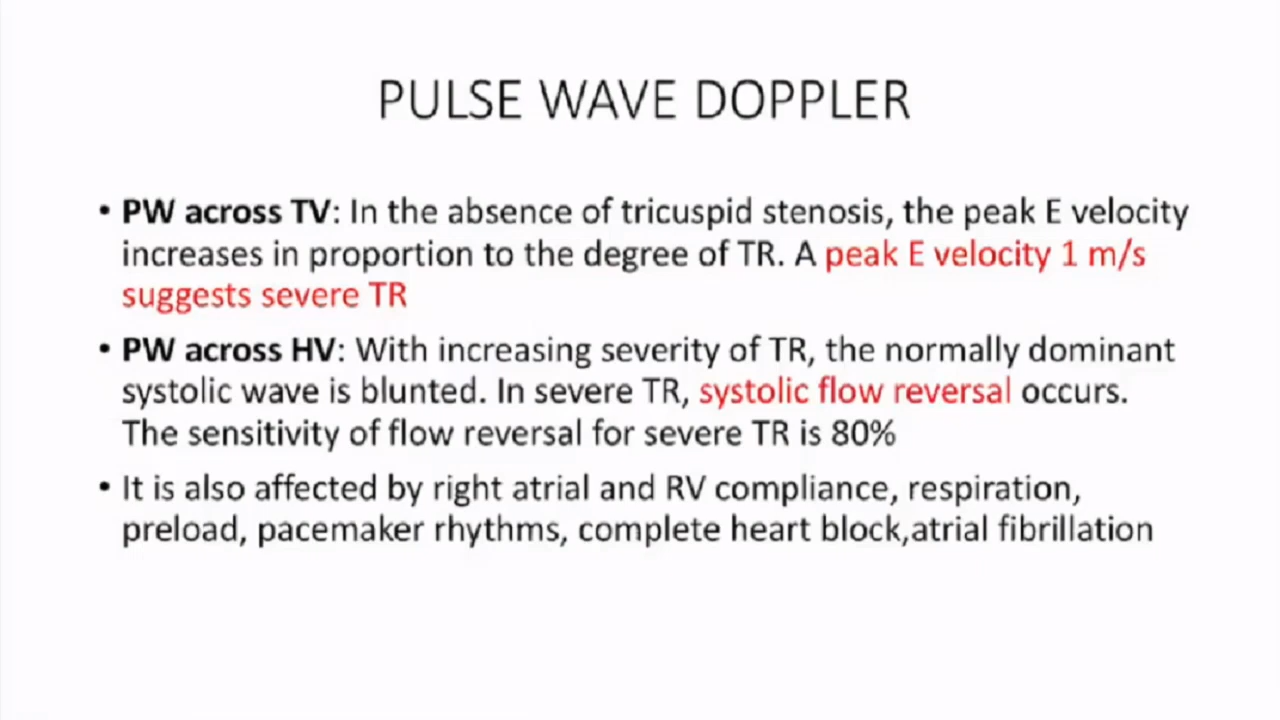 PULSE WAVE DOPPLER
• PW across TV: In the absence of tricuspid stenosis, the peak E velocity
increases in proportion to the degree of TR. A peak E velocity 1 m/s
suggests severe TR
• PW across HV: With increasing severity of TR, the normally dominant
systolic wave is blunted. In severe TR, systolic flow reversal occurs.
The sensitivity of flow reversal for severe TR is 80%
• It is also affected by right atrial and RV compliance, respiration,
preload, pacemaker rhythms, complete heart block,atrial fibrillation